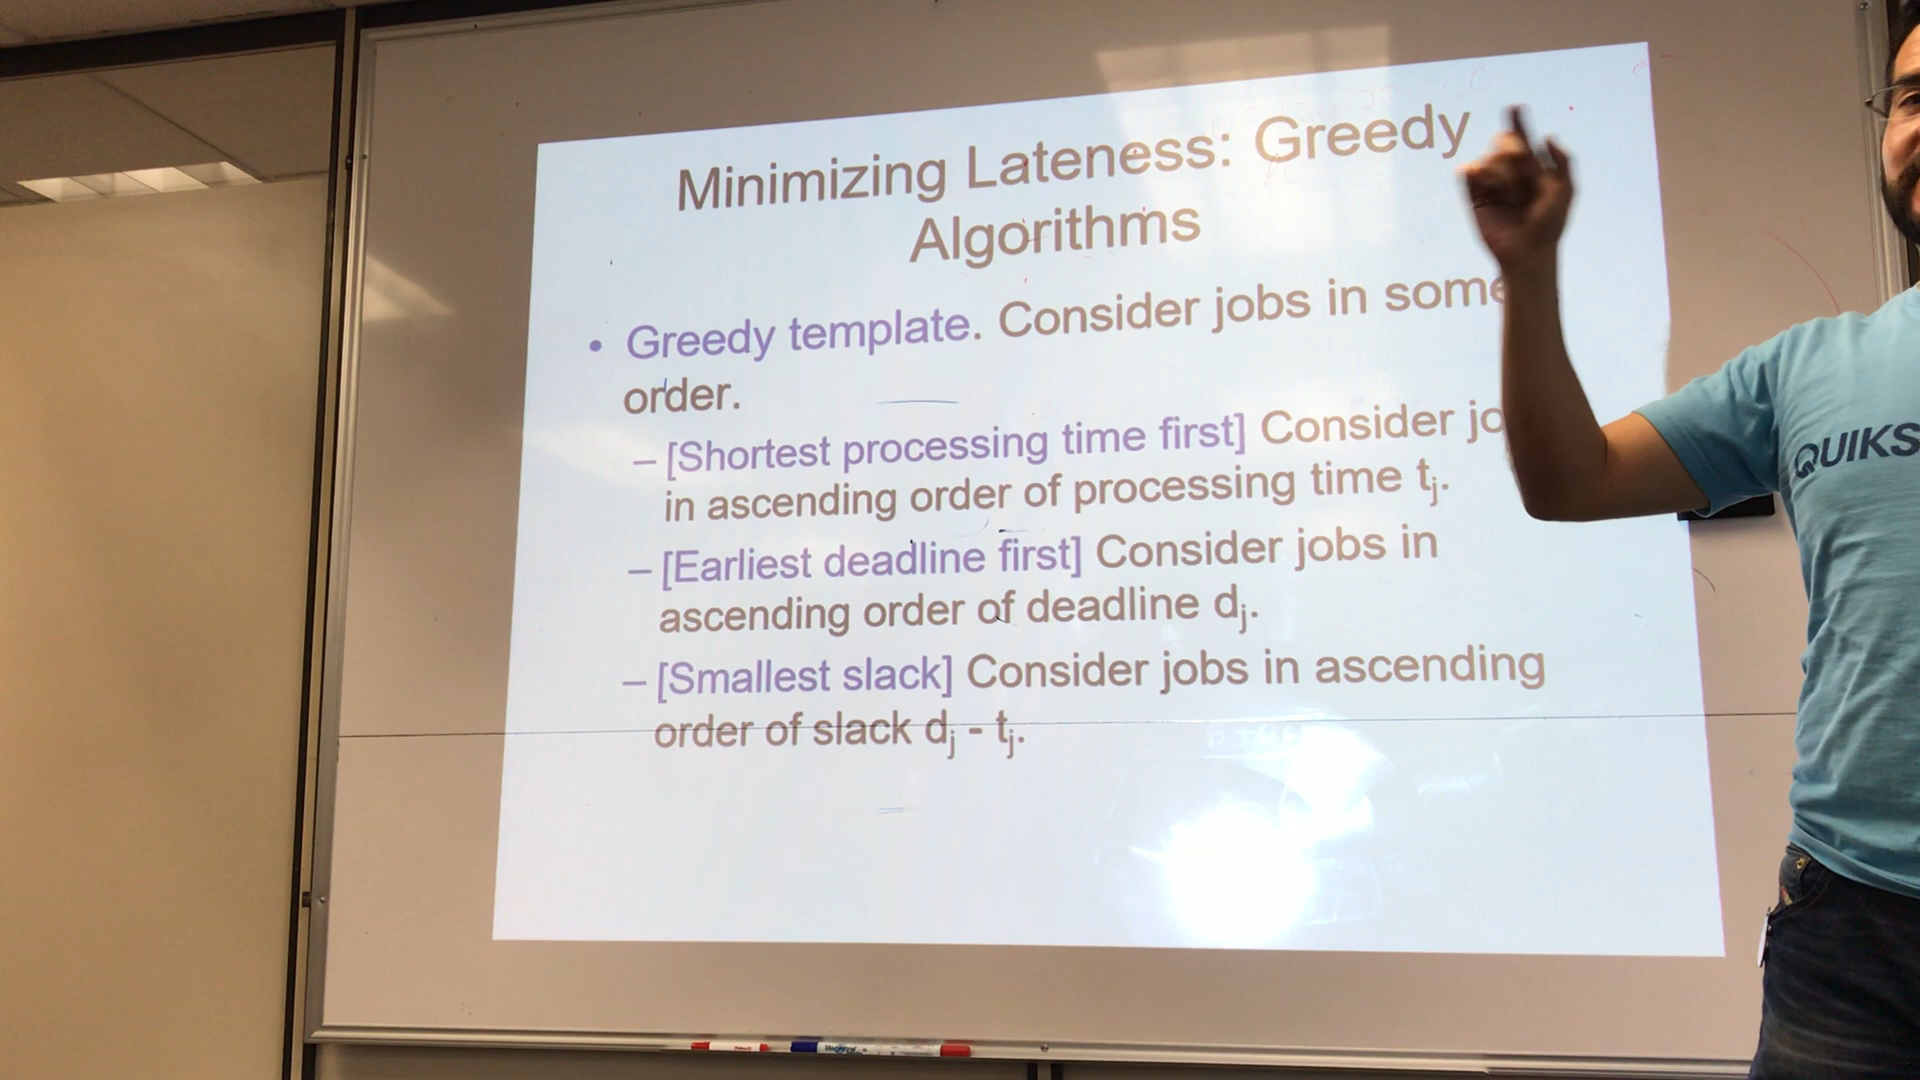 Minimizing Lateness: Greedy
Algorithms
• Greedy template. Consider jobs in some
order.
– [Shortest processing time first] Consider jo
in ascending order of processing time tj.
– [Earliest deadline first] Consider jobs in
ascending order of deadline dj.
– [Smallest slack] Consider jobs in ascending
order of slack dj - tj.
QUIKS